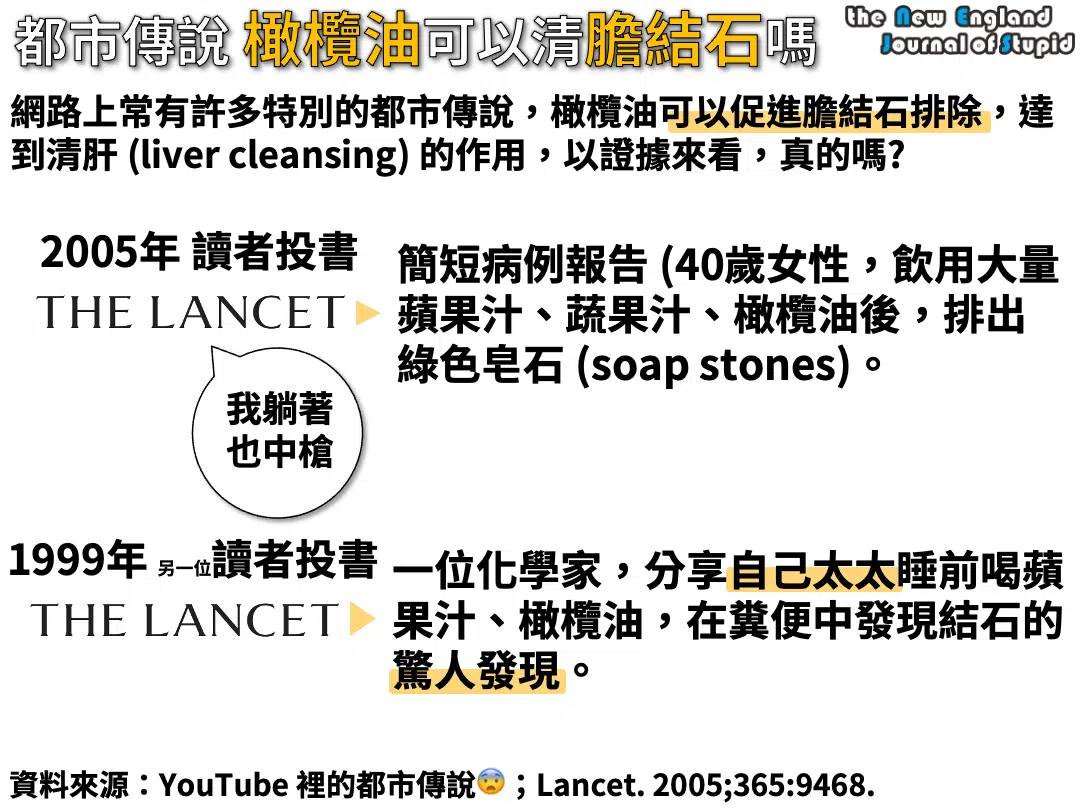 都市傳說 橄欖油可以清膽結石嗎
the New England
Journal of Stupid
網路上常有許多特別的都市傳說，橄欖油可以促進膽結石排除，達
到清肝 (liver cleansing) 的作用，以證據來看，真的嗎?
2005年 讀者投書
THE LANCET
簡短病例報告 (40歲女性，飲用大量
蘋果汁、蔬果汁、橄欖油後，排出
綠色皂石 (soap stones)。
我躺著
也中槍
1999年 另一位讀者投書
THE LANCET
一位化學家，分享自己太太睡前喝蘋
果汁、橄欖油，在糞便中發現結石的
驚人發現。
資料來源：YouTube 裡的都市傳說😨；Lancet. 2005;365:9468.